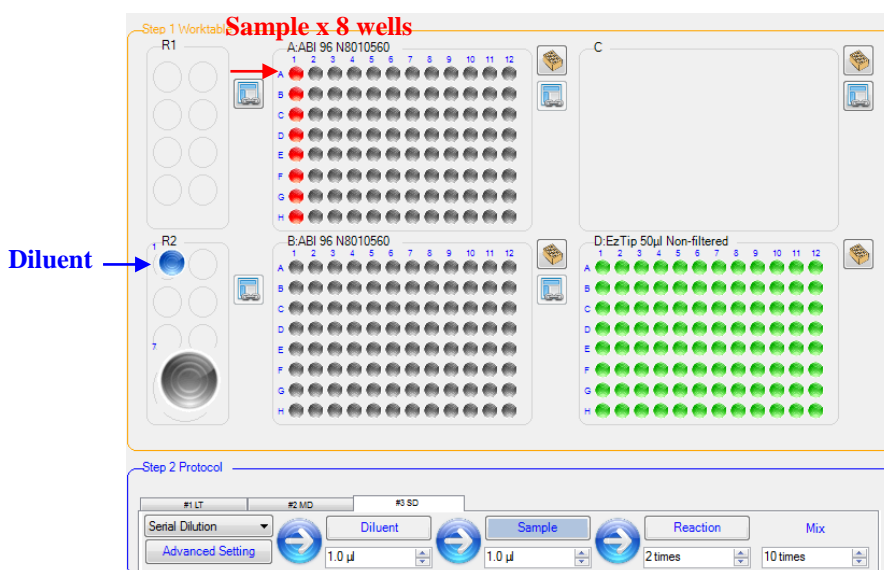 Step 1 Worktabl
Sample x 8 wells
R1
A:ABI 96 N8010560
C
1 2 3 4 5 6 7 8 9 10 11 12
A
B
C
D
E
F
G
H
Diluent
R2
1
7
B:ABI 96 N8010560
1 2 3 4 5 6 7 8 9 10 11 12
A
B
C
D
E
F
G
H
D:EzTip 50µl Non-filtered
1 2 3 4 5 6 7 8 9 10 11 12
A
B
C
D
E
F
G
H
Step 2 Protocol
#1 LT #2 MD #3 SD
Serial Dilution Diluent Sample Reaction Mix
Advanced Setting 1.0 µl 1.0 µl 2 times 10 times